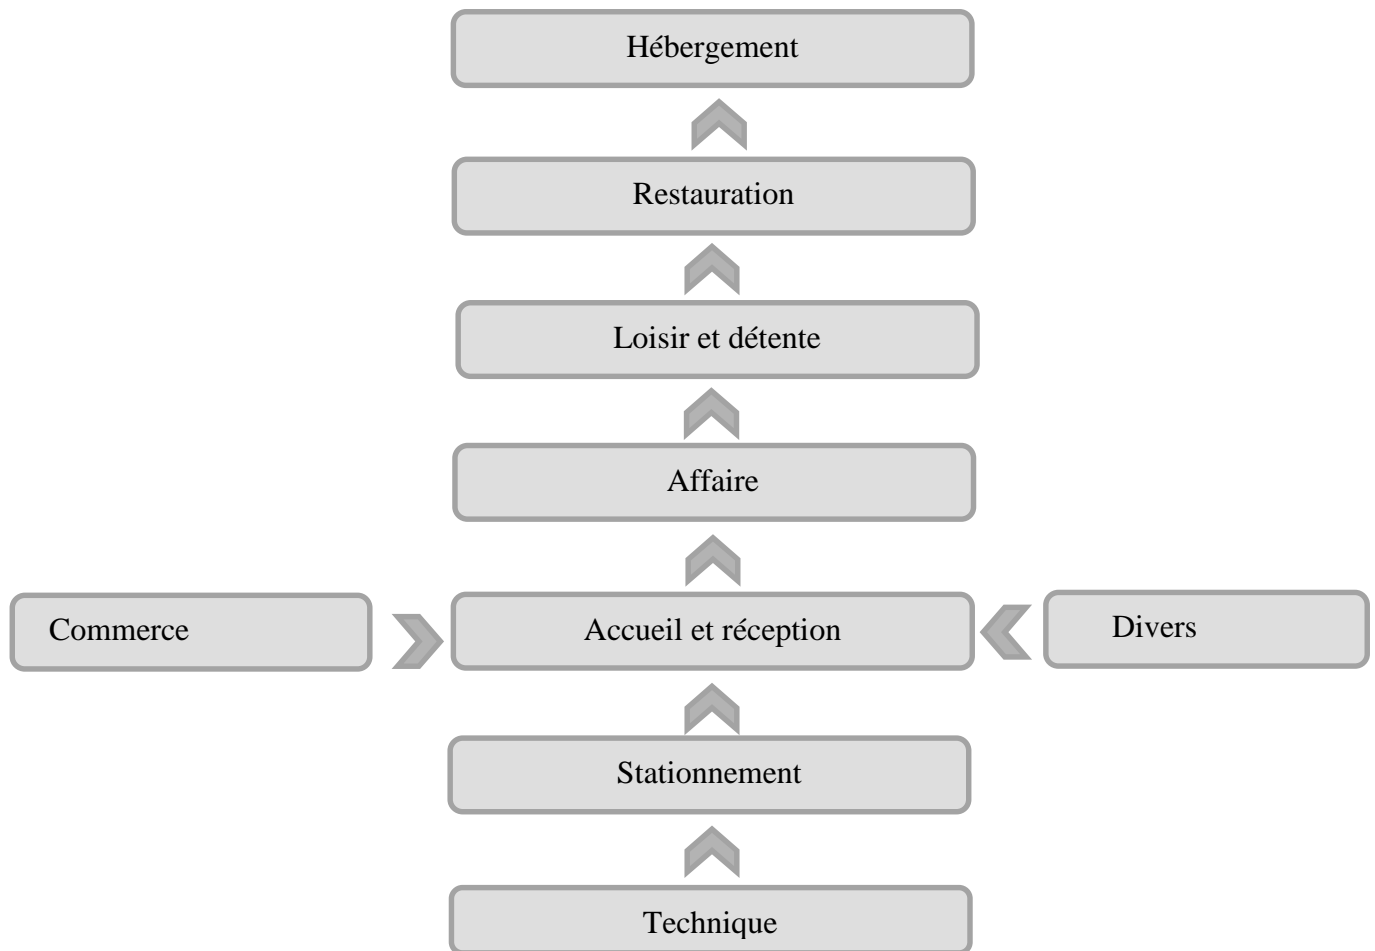 Hébergement
Restauration
Loisir et détente
Affaire
Commerce
Accueil et réception
Divers
Stationnement
Technique